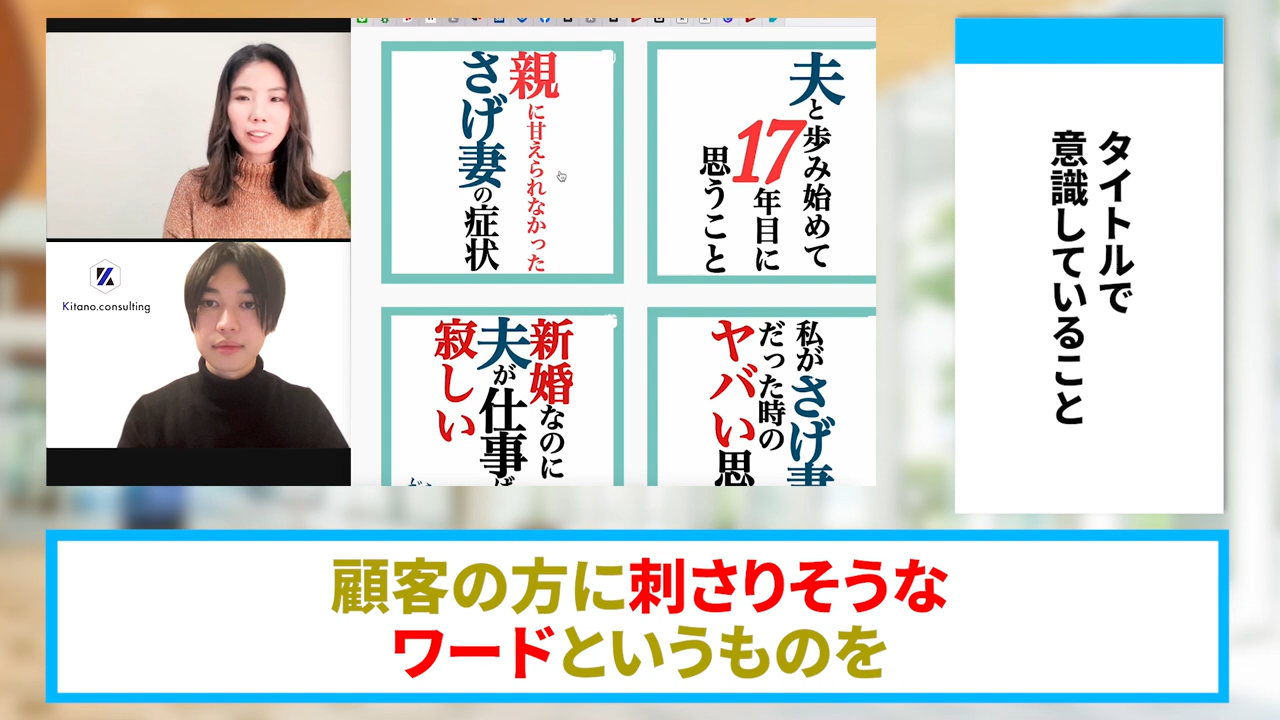 Kitano.consulting
親に甘えられなかった
さげ妻の症状
夫と歩み始めて
17年目に
思うこと
新婚なのに
夫が仕事ば
寂しい
私がさげ妻
だった時の
ヤバい思
タイトルで
意識していること
顧客の方に刺さりそうな
ワードというものを